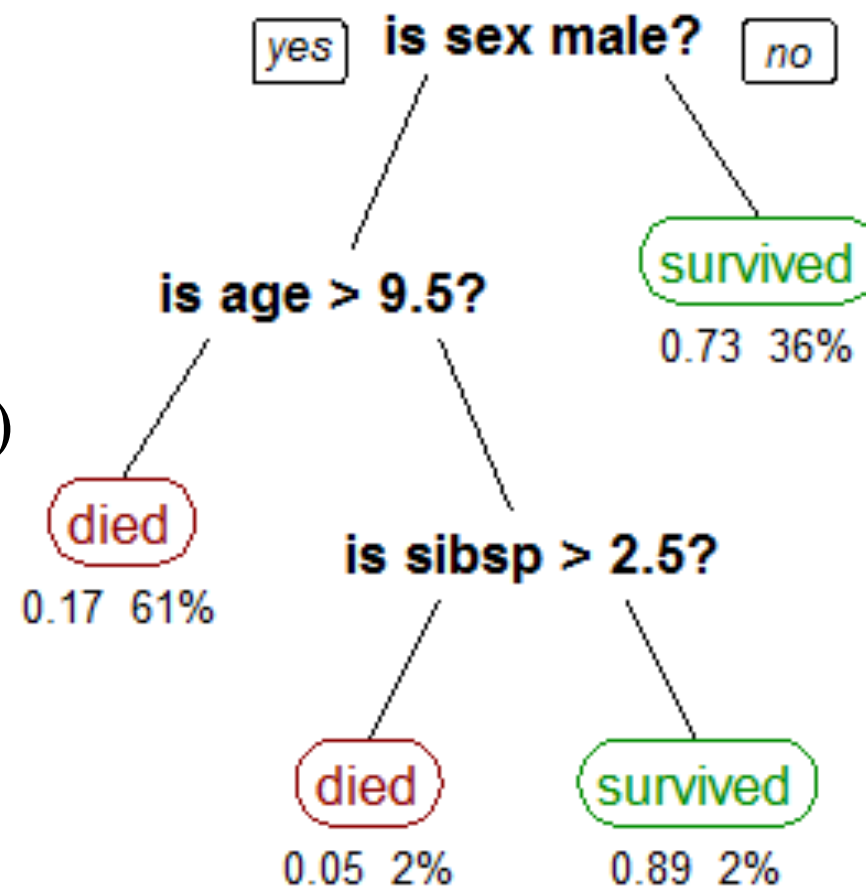 yes is sex male? no
survived
is age > 9.5?
0.73 36%
)
died
is sibsp > 2.5?
0.17 61%
died survived
0.05 2% 0.89 2%